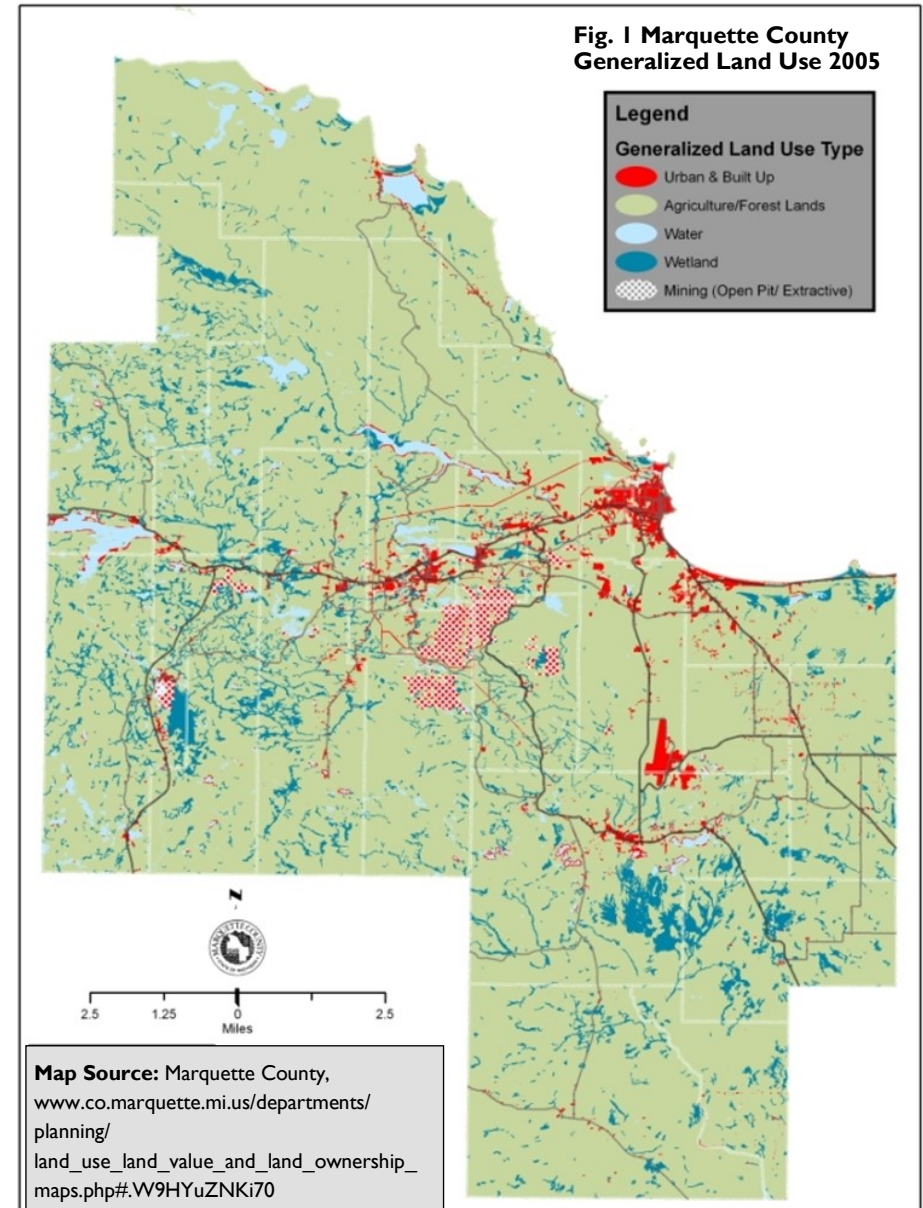 Fig. 1 Marquette County
Generalized Land Use 2005
Legend
Generalized Land Use Type
Urban & Built Up
Agriculture/Forest Lands
Water
Wetland
Mining (Open Pit/ Extractive)
N
MARQUETTE COUNTY
2.5 1.25 0 2.5
Miles
Map Source: Marquette County,
www.co.marquette.mi.us/departments/
planning/
land_use_land_value_and_land_ownership_
maps.php#.W9HYuZNKi70